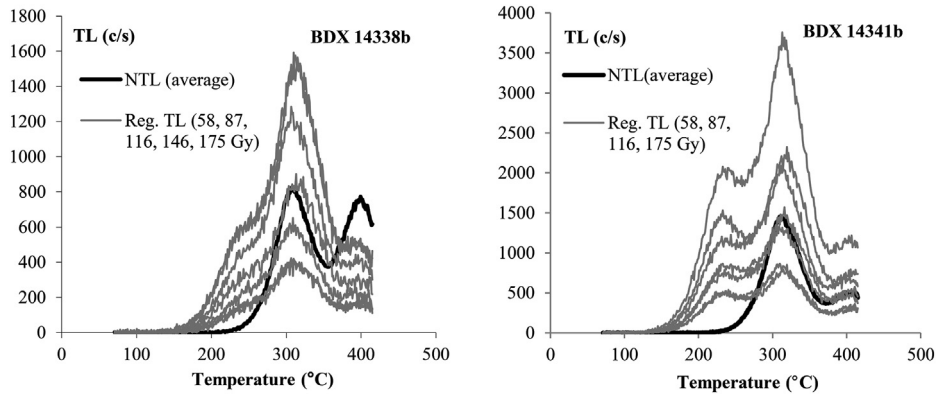 TL (c/s)
BDX 14338b
NTL (average)
Reg. TL (58, 87,
116, 146, 175 Gy)
1800
1600
1400
1200
1000
800
600
400
200
0
0 100 200 300 400 500
Temperature (°C)
TL (c/s)
BDX 14341b
NTL(average)
Reg. TL (58, 87,
116, 175 Gy)
4000
3500
3000
2500
2000
1500
1000
500
0
0 100 200 300 400 500
Temperature (°C)